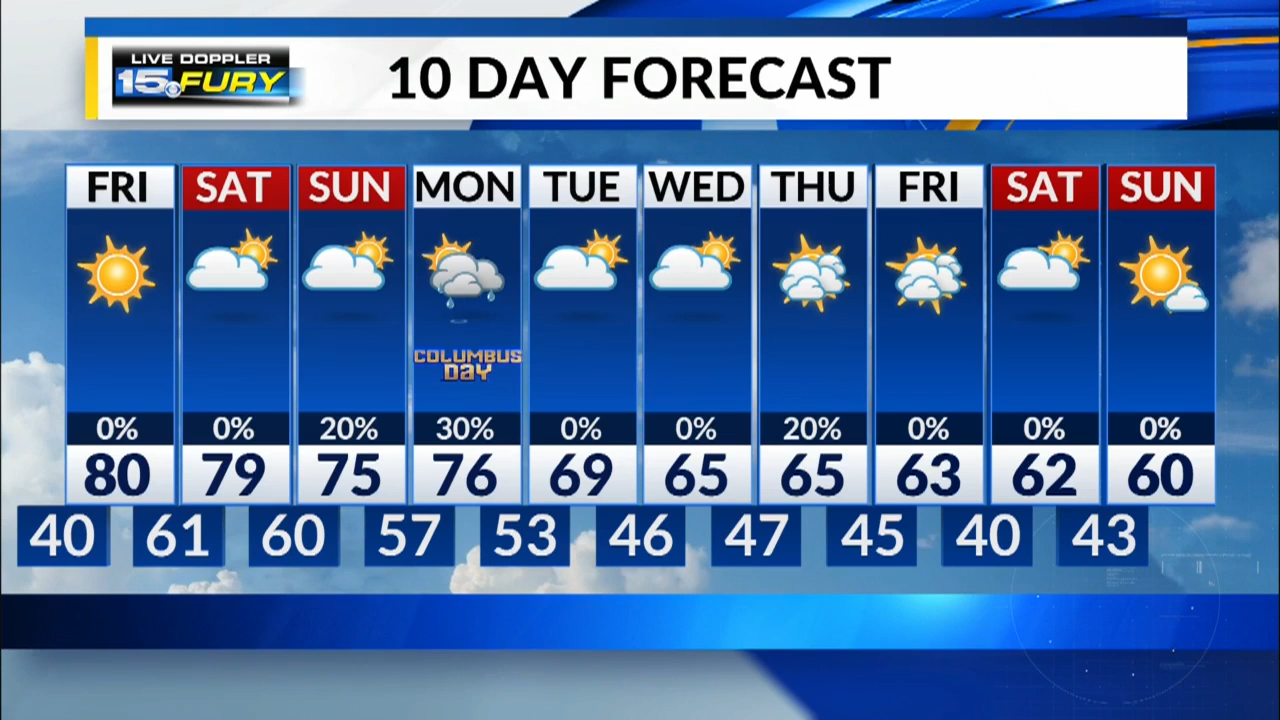 LIVE DOPPLER
15 FURY
10 DAY FORECAST
FRI SAT SUN MON TUE WED THU FRI SAT SUN
COLUMBUS
DAY
0% 0% 20% 30% 0% 0% 20% 0% 0% 0%
80 79 75 76 69 65 65 63 62 60
40 61 60 57 53 46 47 45 40 43